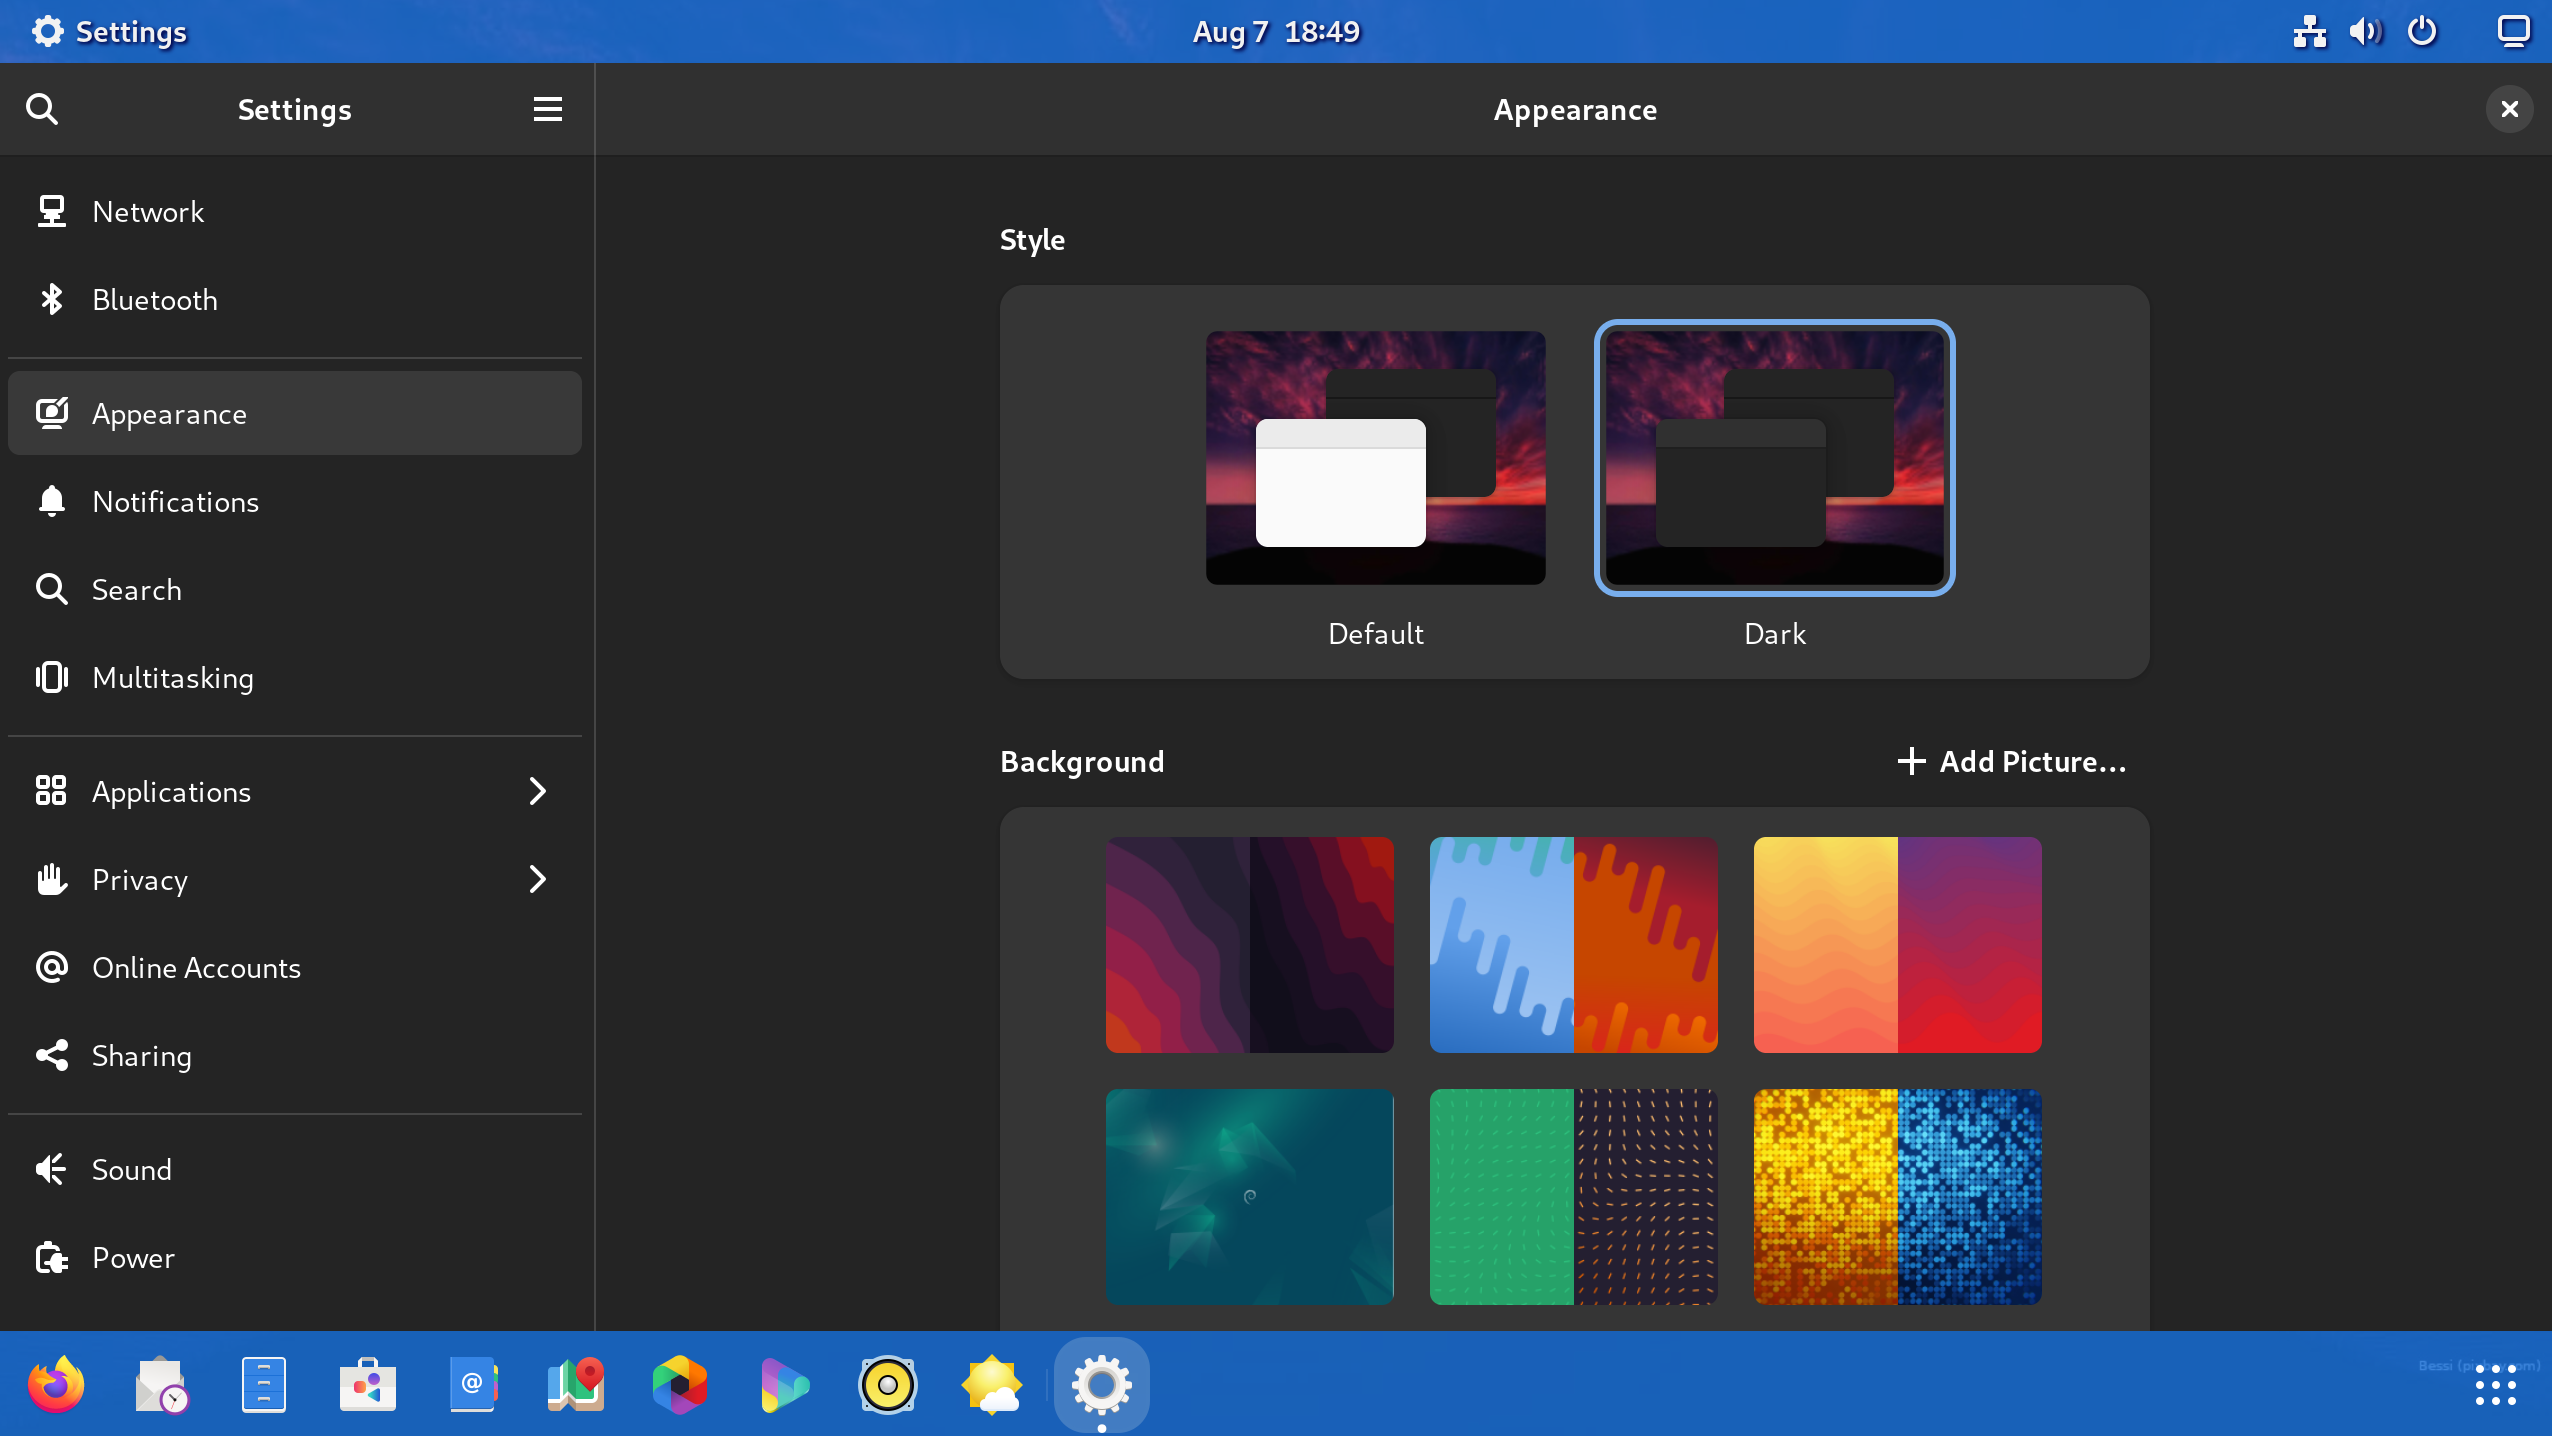 Settings
Aug 7 18:49
Settings
Appearance
Network
Bluetooth
Appearance
Notifications
Search
Multitasking
Applications
Privacy
Online Accounts
Sharing
Sound
Power
Style
Default
Dark
Background
Add Picture...
@